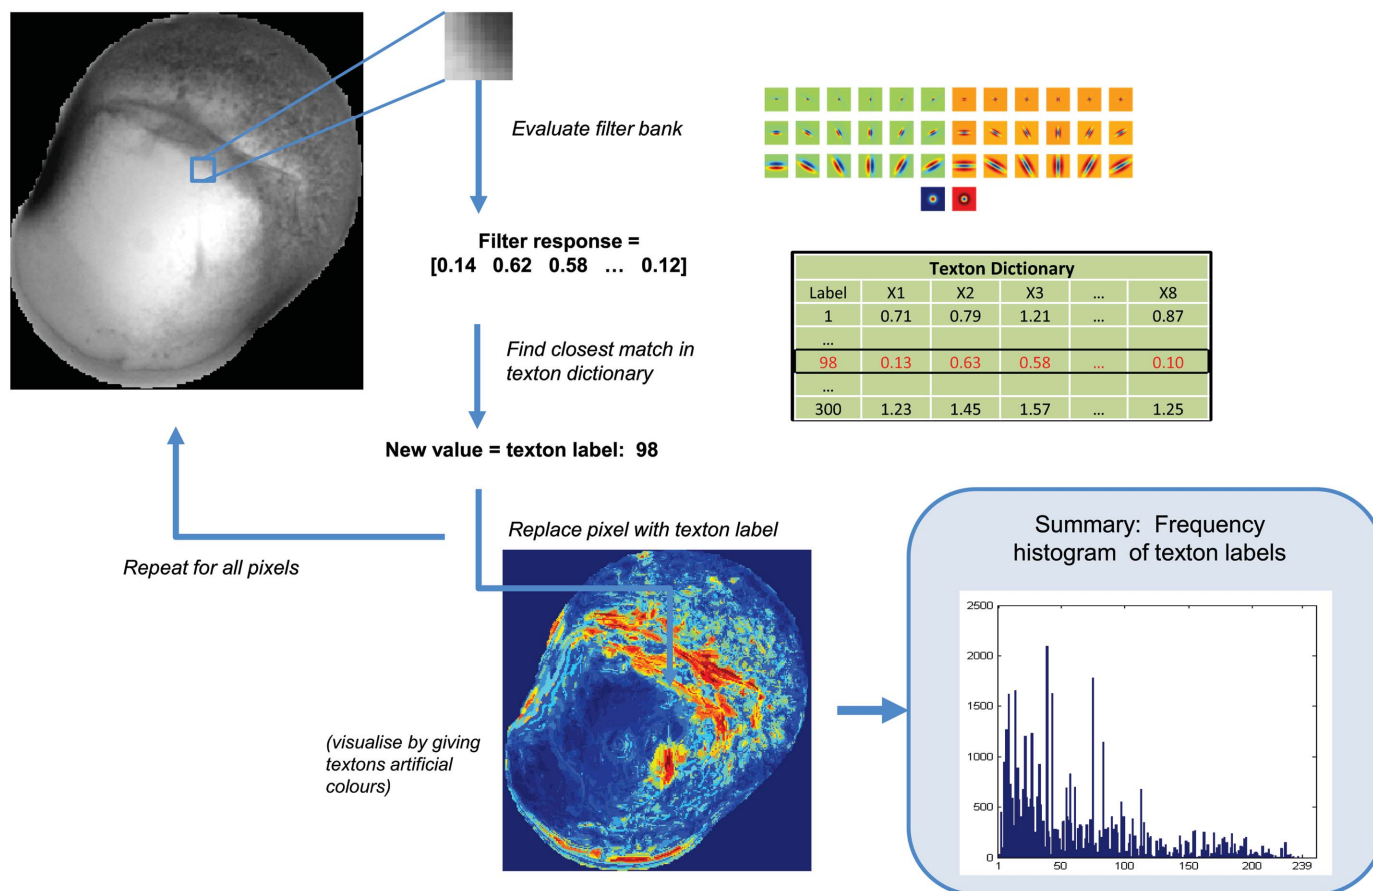 Evaluate filter bank
Filter response =
[0.14 0.62 0.58 … 0.12]
Texton Dictionary
Label X1 X2 X3 ... X8
1 0.71 0.79 1.21 ... 0.87
...
98 0.13 0.63 0.58 ... 0.10
...
300 1.23 1.45 1.57 ... 1.25
Find closest match in
texton dictionary
New value = texton label: 98
Replace pixel with texton label
Repeat for all pixels
(visualise by giving
textons artificial
colours)
Summary: Frequency
histogram of texton labels
2500
2000
1500
1000
500
0
1 50 100 150 200 239